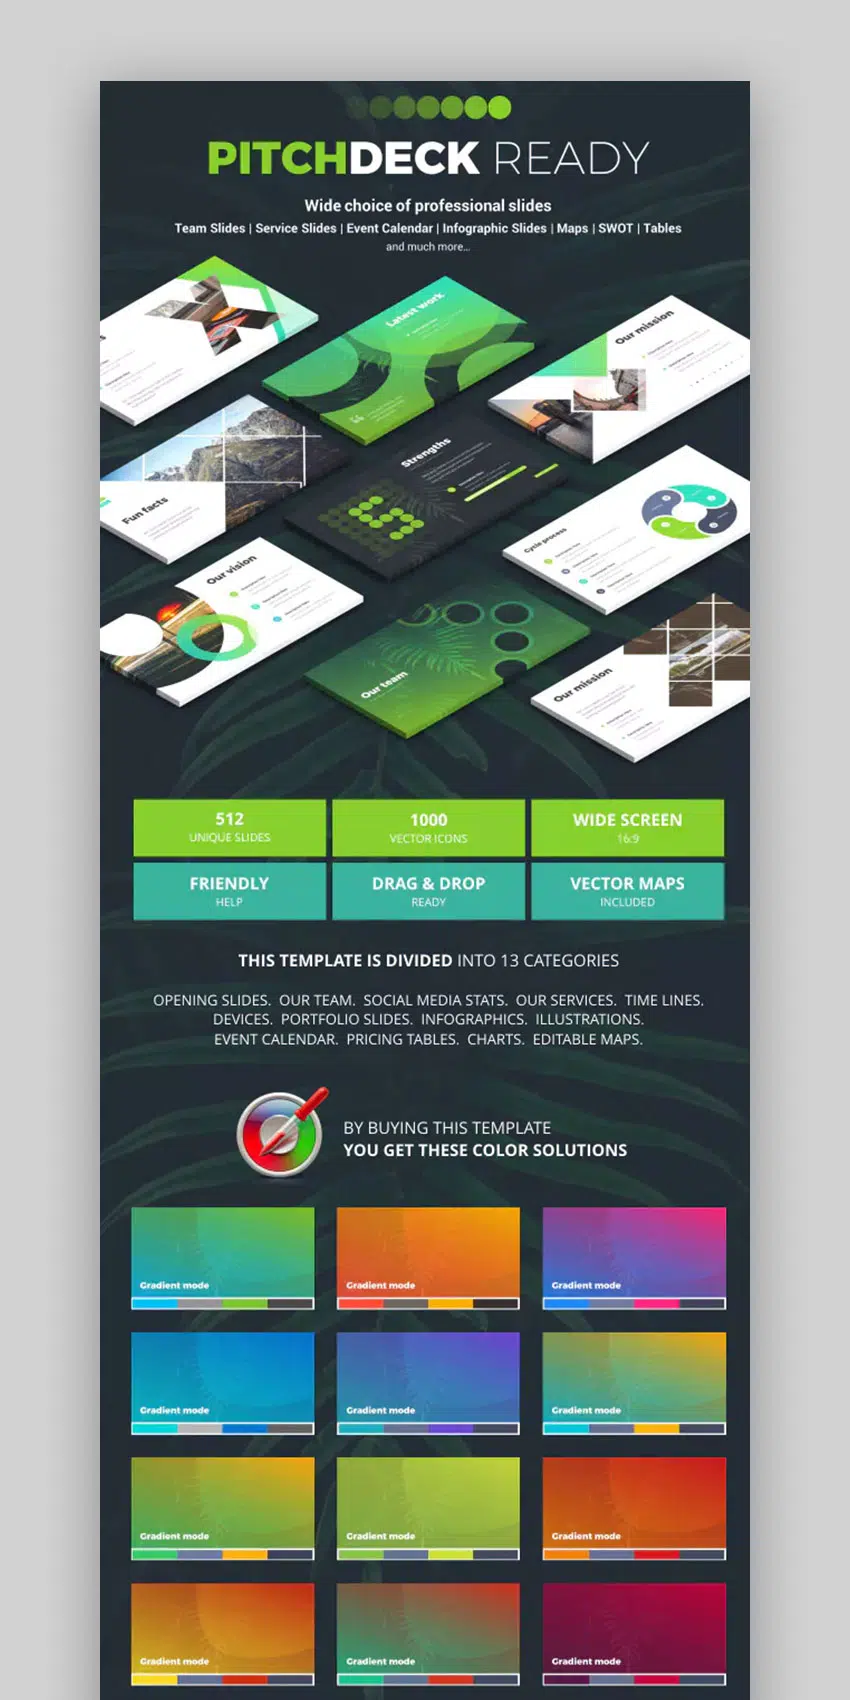 PITCHDECK READY
Wide choice of professional slides
Team Slides | Service Slides | Event Calendar | Infographic Slides | Maps | SWOT | Tables
and much more...
Latest work
Our mission
Strengths
Fun facts
Cycle process
Our vision
Our team
Our mission
512
UNIQUE SLIDES
1000
VECTOR ICONS
WIDE SCREEN
16:9
FRIENDLY
HELP
DRAG & DROP
READY
VECTOR MAPS
INCLUDED
THIS TEMPLATE IS DIVIDED INTO 13 CATEGORIES
OPENING SLIDES. OUR TEAM. SOCIAL MEDIA STATS. OUR SERVICES. TIME LINES.
DEVICES. PORTFOLIO SLIDES. INFOGRAPHICS. ILLUSTRATIONS.
EVENT CALENDAR. PRICING TABLES. CHARTS. EDITABLE MAPS.
BY BUYING THIS TEMPLATE
YOU GET THESE COLOR SOLUTIONS
Gradient mode
Gradient mode
Gradient mode
Gradient mode
Gradient mode
Gradient mode
Gradient mode
Gradient mode
Gradient mode
Gradient mode
Gradient mode
Gradient mode